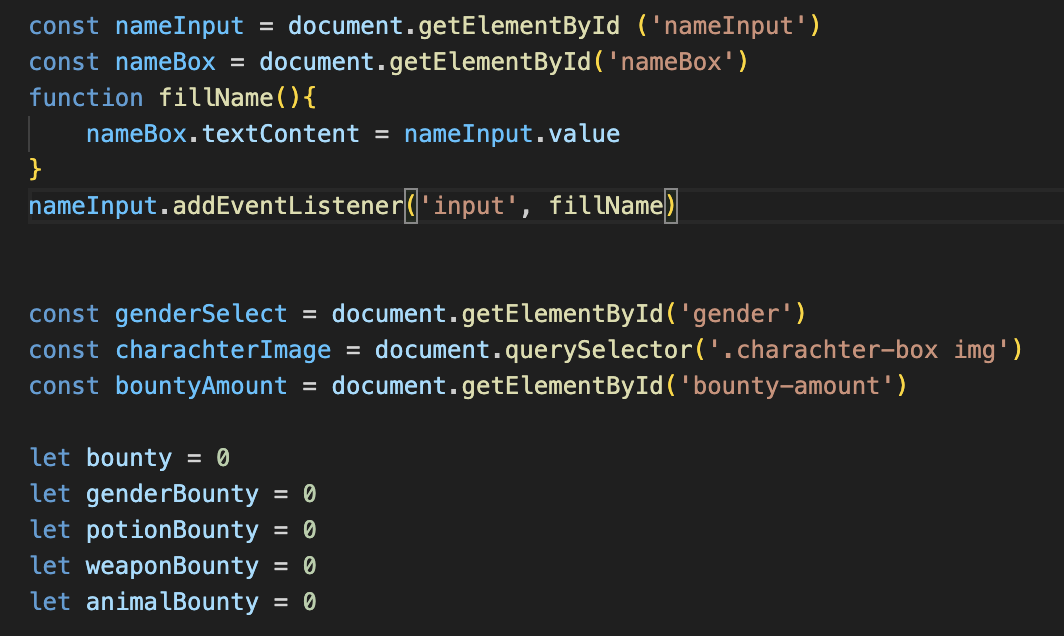 const nameInput = document.getElementById ('nameInput')
const nameBox = document.getElementById('nameBox')
function fillName(){
    nameBox.textContent = nameInput.value
}
nameInput.addEventListener('input', fillName)
const genderSelect = document.getElementById('gender')
const charachterImage = document.querySelector('.charachter-box img')
const bountyAmount = document.getElementById('bounty-amount')
let bounty = 0
let genderBounty = 0
let potionBounty = 0
let weaponBounty = 0
let animalBounty = 0